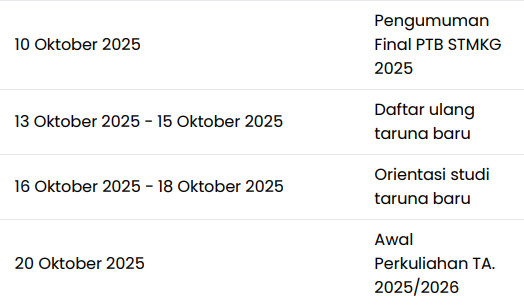 10 Oktober 2025
Pengumuman
Final PTB STMKG
2025
13 Oktober 2025 - 15 Oktober 2025
Daftar ulang
taruna baru
16 Oktober 2025 - 18 Oktober 2025
Orientasi studi
taruna baru
20 Oktober 2025
Awal
Perkuliahan TA.
2025/2026